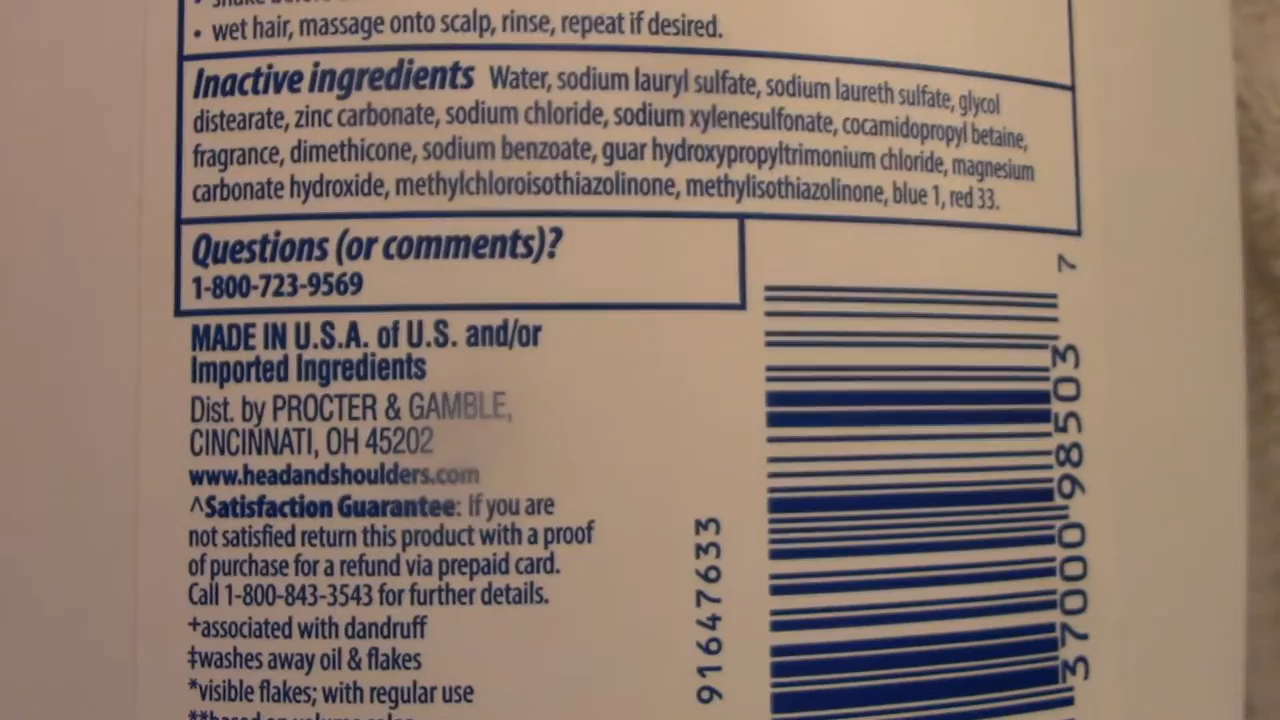 • wet hair, massage onto scalp, rinse, repeat if desired.
Inactive ingredients Water, sodium lauryl sulfate, sodium laureth sulfate, glycol
distearate, zinc carbonate, sodium chloride, sodium xylenesulfonate, cocamidopropyl betaine,
fragrance, dimethicone, sodium benzoate, guar hydroxypropyltrimonium chloride, magnesium
carbonate hydroxide, methylchloroisothiazolinone, methylisothiazolinone, blue 1, red 33.
Questions (or comments)?
1-800-723-9569
MADE IN U.S.A. of U.S. and/or
Imported Ingredients
Dist. by PROCTER & GAMBLE,
CINCINNATI, OH 45202
www.headandshoulders.com
^Satisfaction Guarantee: If you are
not satisfied return this product with a proof
of purchase for a refund via prepaid card.
Call 1-800-843-3543 for further details.
+associated with dandruff
‡washes away oil & flakes
*visible flakes; with regular use
91647633
3 37000 98503 7